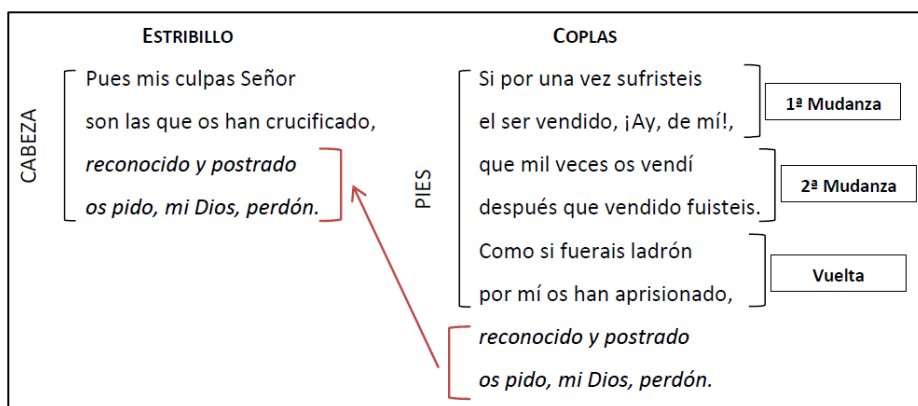 ESTRIBILLO
CABEZA
Pues mis culpas Señor
son las que os han crucificado,
reconocido y postrado
os pido, mi Dios, perdón.
COPLAS
PIES
Si por una vez sufristeis
el ser vendido, ¡Ay, de mí!,
1ª Mudanza
que mil veces os vendí
después que vendido fuisteis.
2ª Mudanza
Como si fuerais ladrón
por mí os han aprisionado,
Vuelta
reconocido y postrado
os pido, mi Dios, perdón.